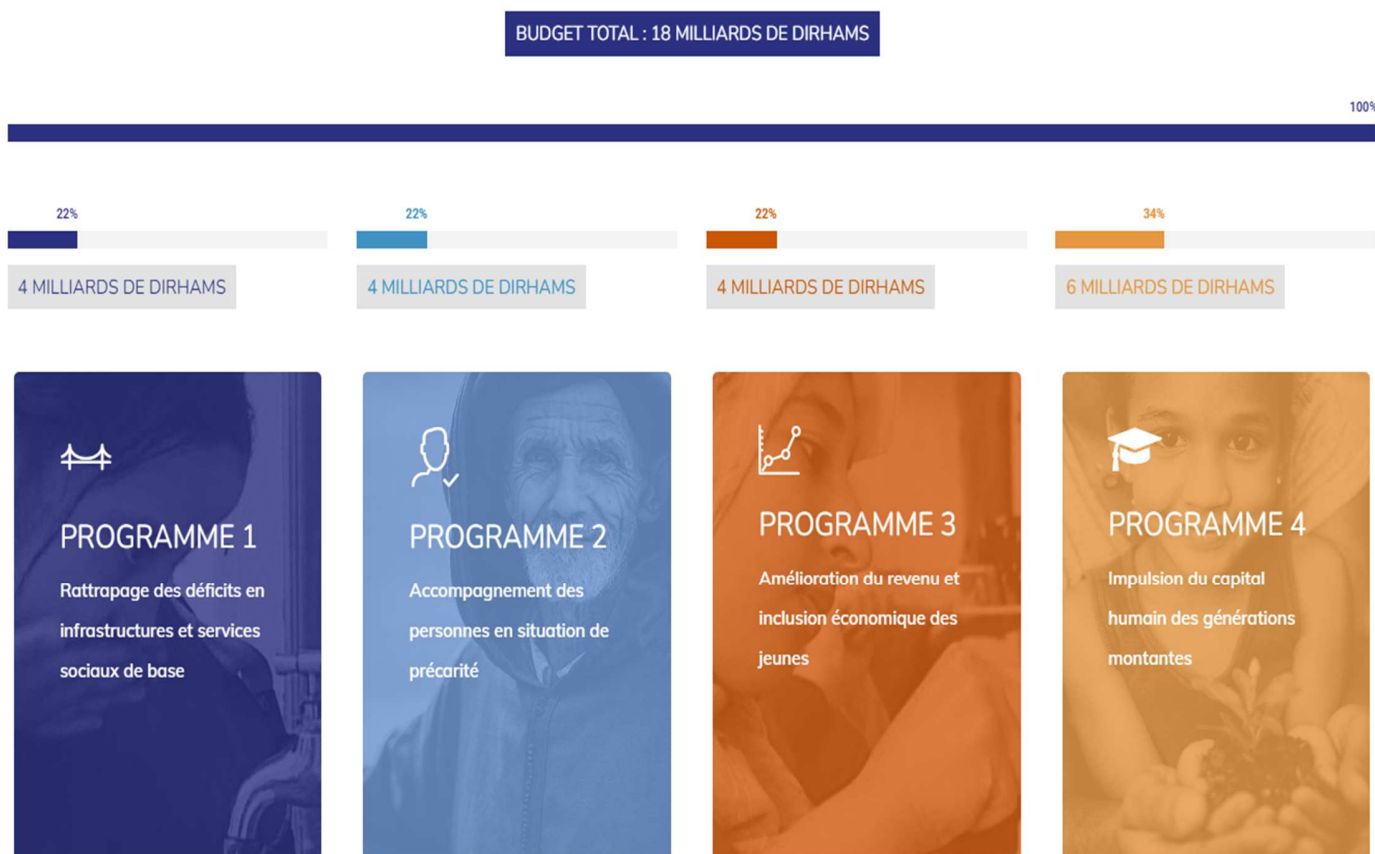 BUDGET TOTAL : 18 MILLIARDS DE DIRHAMS
100%
22%
22%
22%
34%
4 MILLIARDS DE DIRHAMS
4 MILLIARDS DE DIRHAMS
4 MILLIARDS DE DIRHAMS
6 MILLIARDS DE DIRHAMS
PROGRAMME 1
Rattrapage des déficits en
infrastructures et services
sociaux de base
PROGRAMME 2
Accompagnement des
personnes en situation de
précarité
PROGRAMME 3
Amélioration du revenu et
inclusion économique des
jeunes
PROGRAMME 4
Impulsion du capital
humain des générations
montantes